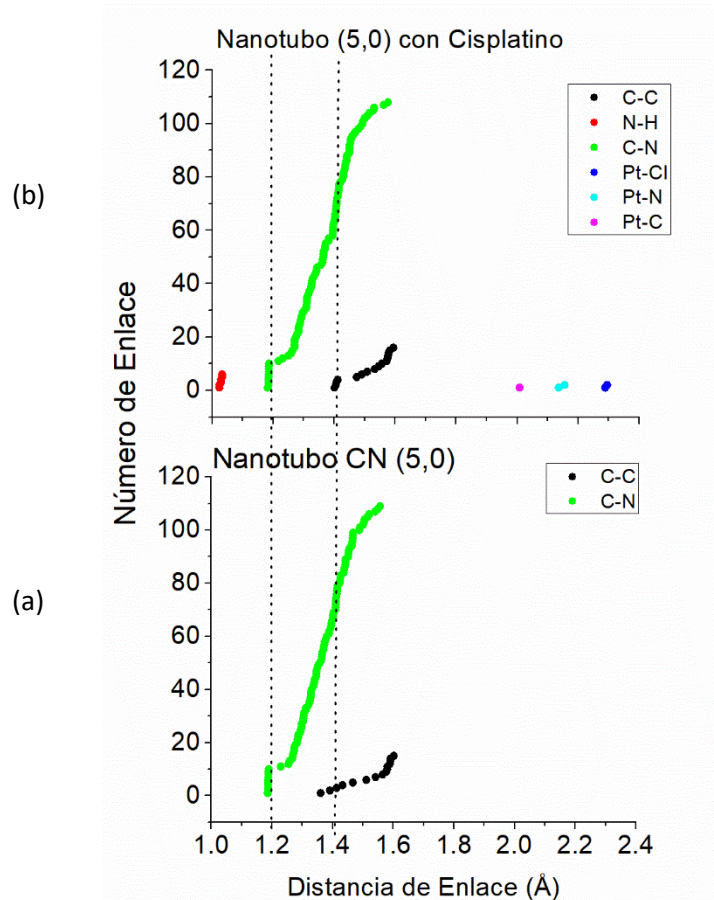 Nanotubo (5,0) con Cisplatino
120
100
80
60
40
20
0
C-C
N-H
C-N
Pt-Cl
Pt-N
Pt-C
(b)
Número de Enlace
Nanotubo CN (5,0)
120
100
80
60
40
20
0
C-C
C-N
(a)
1.0 1.2 1.4 1.6 1.8 2.0 2.2 2.4
Distancia de Enlace (Å)